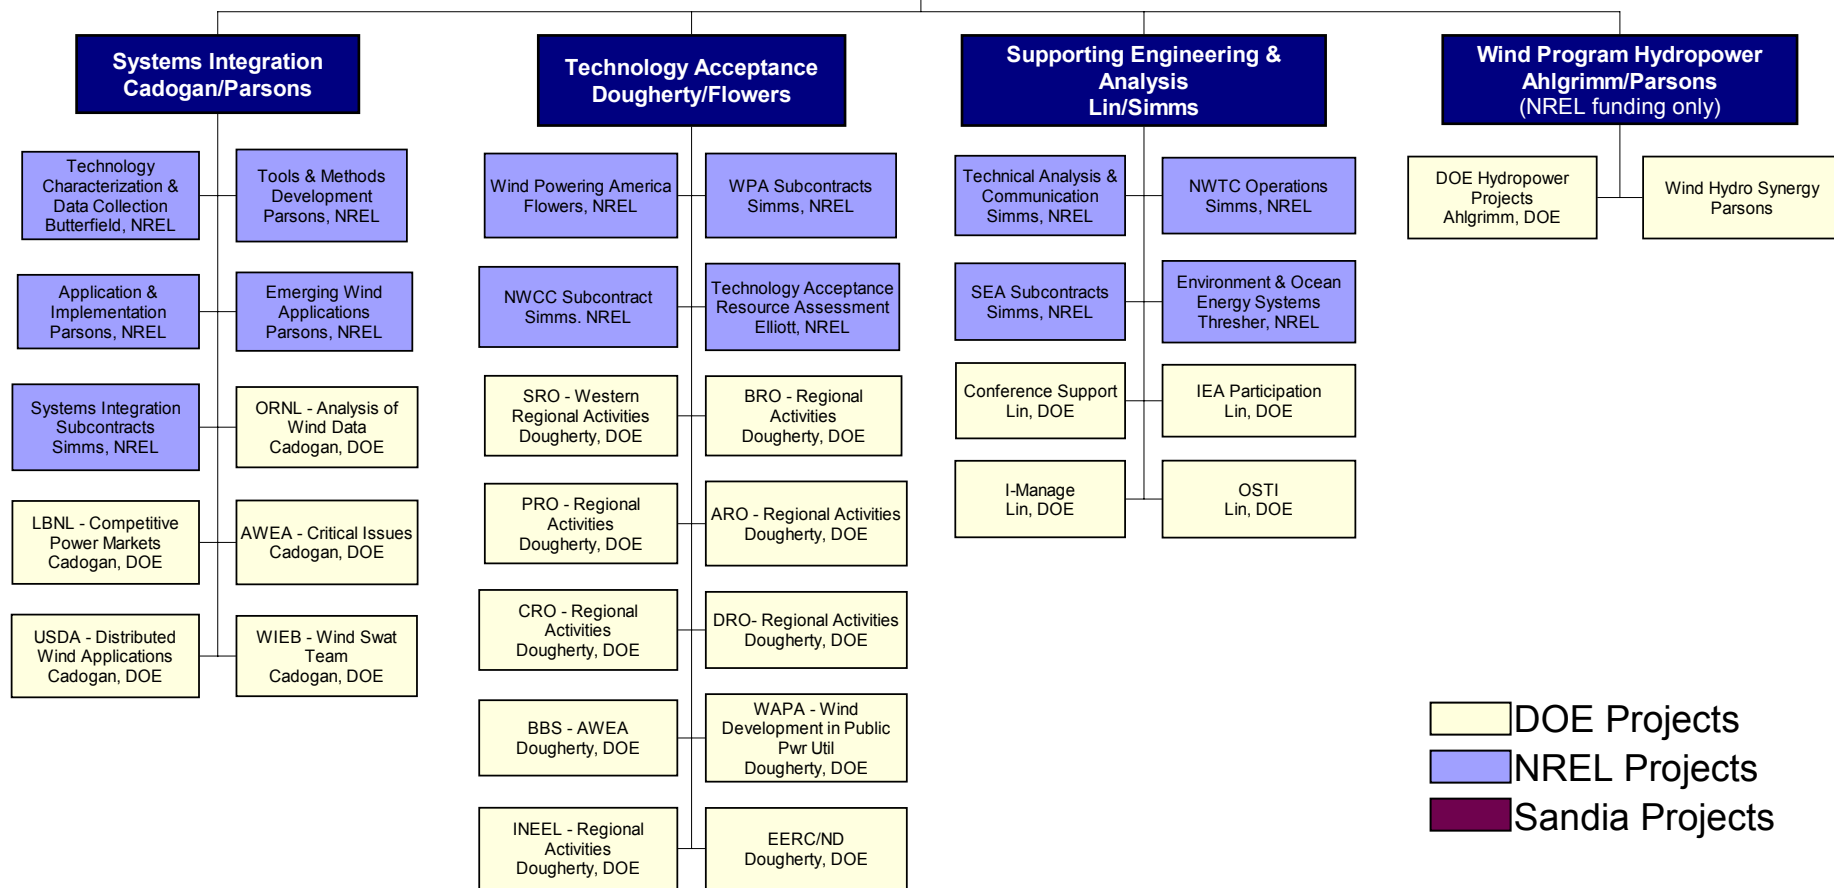 Systems Integration
Cadogan/Parsons
Technology
Characterization &
Data Collection
Butterfield, NREL
Tools & Methods
Development
Parsons, NREL
Application &
Implementation
Parsons, NREL
Emerging Wind
Applications
Parsons, NREL
Systems Integration
Subcontracts
Simms, NREL
ORNL - Analysis of
Wind Data
Cadogan, DOE
LBNL - Competitive
Power Markets
Cadogan, DOE
AWEA - Critical Issues
Cadogan, DOE
USDA - Distributed
Wind Applications
Cadogan, DOE
WIEB - Wind Swat
Team
Cadogan, DOE
Technology Acceptance
Dougherty/Flowers
Wind Powering America
Flowers, NREL
WPA Subcontracts
Simms, NREL
NWCC Subcontract
Simms. NREL
Technology Acceptance
Resource Assessment
Elliott, NREL
SRO - Western
Regional Activities
Dougherty, DOE
BRO - Regional
Activities
Dougherty, DOE
PRO - Regional
Activities
Dougherty, DOE
ARO - Regional Activities
Dougherty, DOE
CRO - Regional
Activities
Dougherty, DOE
DRO- Regional Activities
Dougherty, DOE
BBS - AWEA
Dougherty, DOE
WAPA - Wind
Development in Public
Pwr Util
Dougherty, DOE
INEEL - Regional
Activities
Dougherty, DOE
EERC/ND
Dougherty, DOE
Supporting Engineering &
Analysis
Lin/Simms
Technical Analysis &
Communication
Simms, NREL
NWTC Operations
Simms, NREL
SEA Subcontracts
Simms, NREL
Environment & Ocean
Energy Systems
Thresher, NREL
Conference Support
Lin, DOE
IEA Participation
Lin, DOE
I-Manage
Lin, DOE
OSTI
Lin, DOE
Wind Program Hydropower
Ahlgrimm/Parsons
(NREL funding only)
DOE Hydropower
Projects
Ahlgrimm, DOE
Wind Hydro Synergy
Parsons
DOE Projects
NREL Projects
Sandia Projects